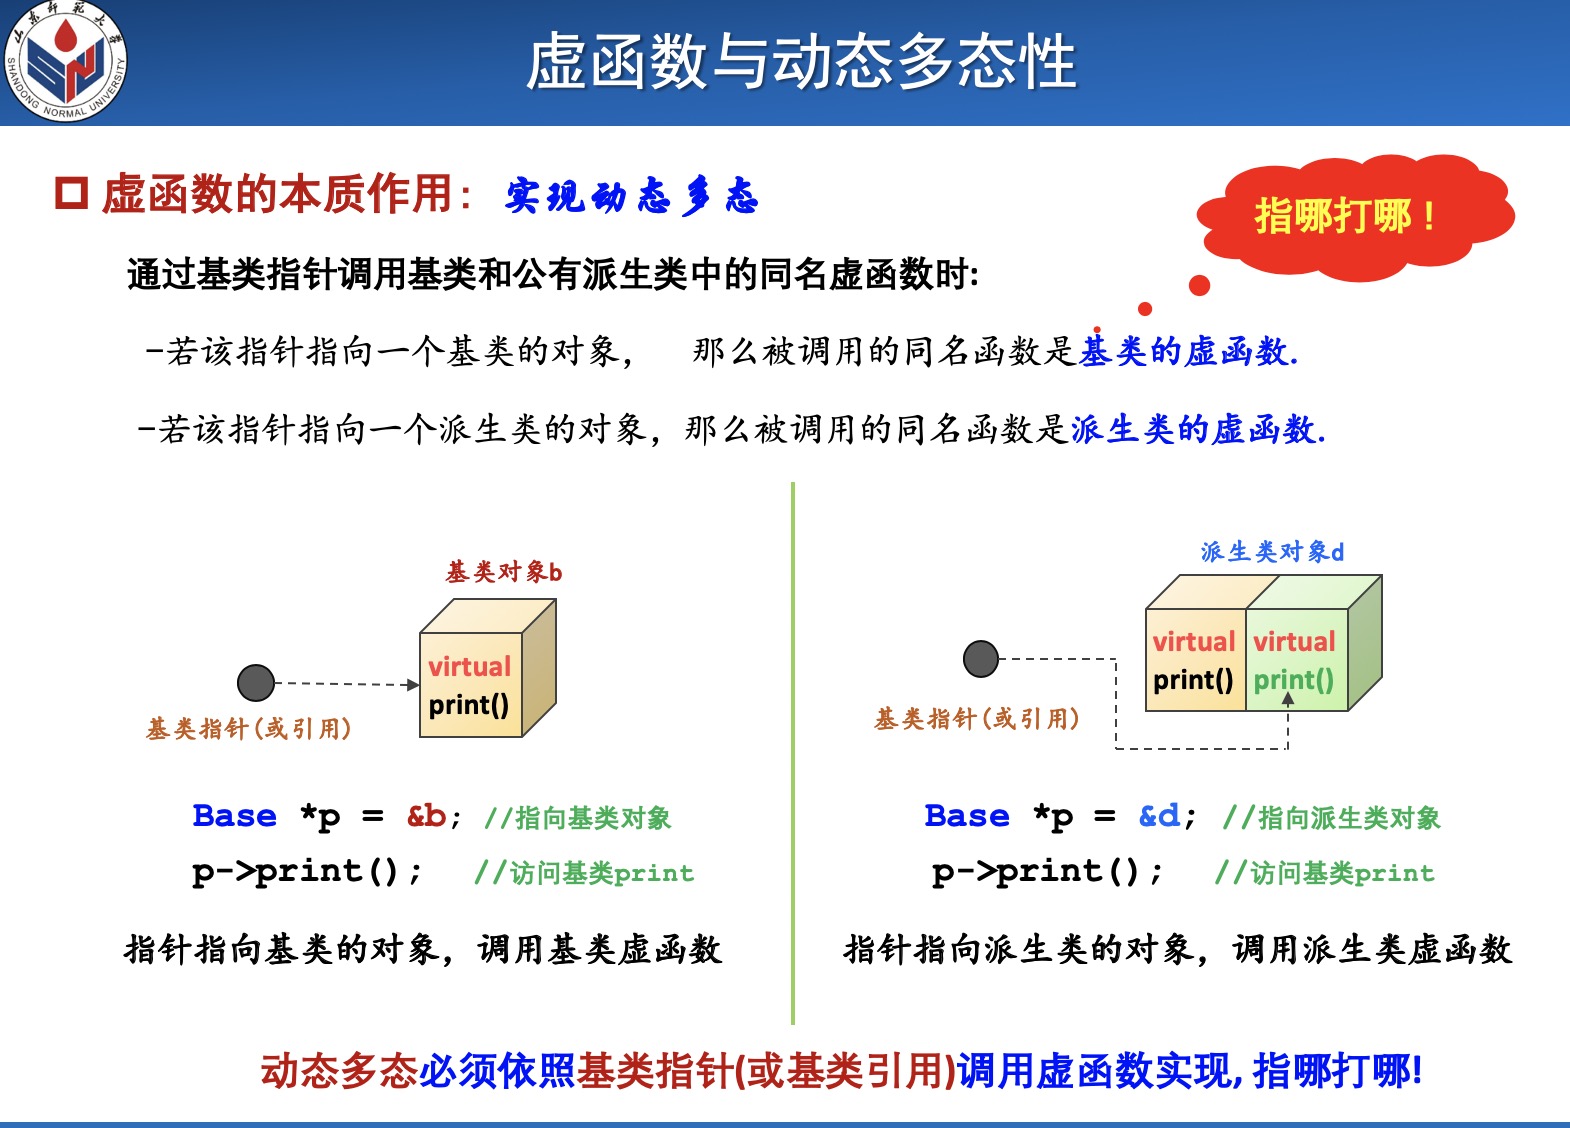 山东师范大学
SHANDONG NORMAL UNIVERSITY
虚函数与动态多态性
虚函数的本质作用: 实现动态多态
指哪打哪!
通过基类指针调用基类和公有派生类中的同名虚函数时:
-若该指针指向一个基类的对象， 那么被调用的同名函数是基类的虚函数.
-若该指针指向一个派生类的对象，那么被调用的同名函数是派生类的虚函数.
基类对象b
virtual
print()
基类指针(或引用)
Base *p = &b; //指向基类对象
p->print(); //访问基类print
指针指向基类的对象，调用基类虚函数
派生类对象d
virtual virtual
print() print()
基类指针(或引用)
Base *p = &d; //指向派生类对象
p->print(); //访问基类print
指针指向派生类的对象，调用派生类虚函数
动态多态必须依照基类指针(或基类引用)调用虚函数实现, 指哪打哪!